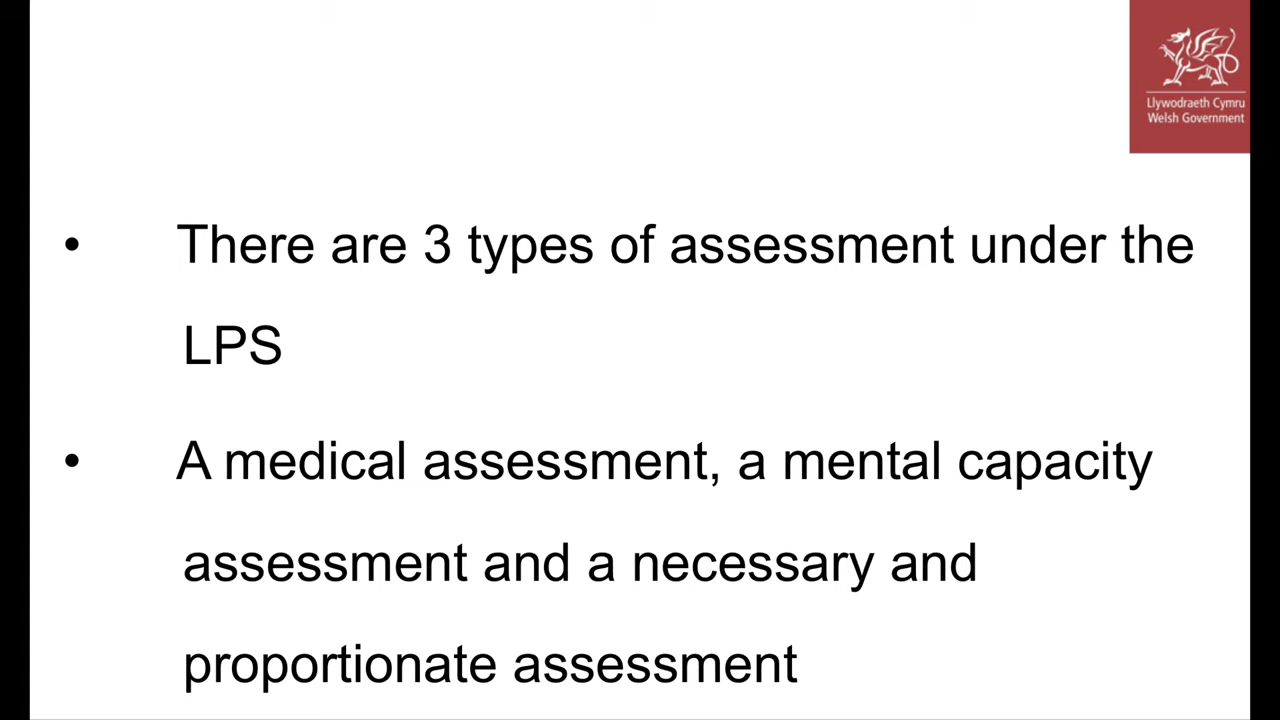 Llywodraeth Cymru
Welsh Government
• There are 3 types of assessment under the
LPS
• A medical assessment, a mental capacity
assessment and a necessary and
proportionate assessment